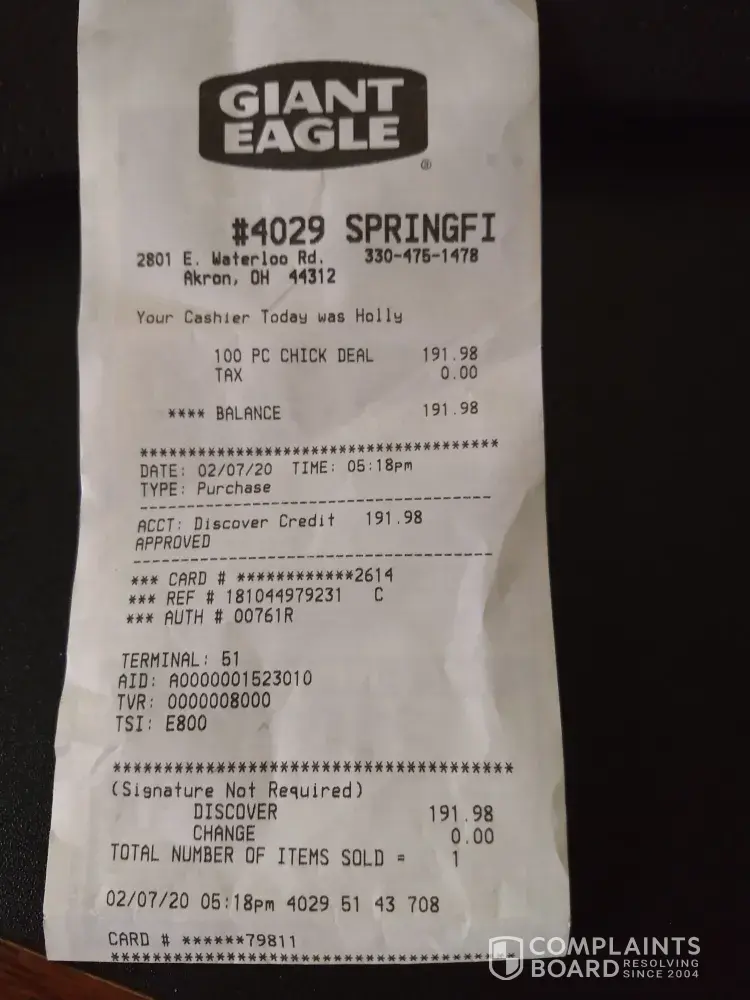 GIANT
EAGLE
®
#4029 SPRINGFI
2801 E. Waterloo Rd. 330-475-1478
Akron, OH 44312
Your Cashier Today was Holly
100 PC CHICK DEAL 191.98
TAX 0.00
**** BALANCE 191.98
***************************************
DATE: 02/07/20 TIME: 05:18pm
TYPE: Purchase
---------------------------------------
ACCT: Discover Credit 191.98
APPROVED
---------------------------------------
*** CARD # ************2614
*** REF # 181044979231 C
*** AUTH # 00761R
TERMINAL: 51
AID: A0000001523010
TVR: 0000008000
TSI: E800
***************************************
(Signature Not Required)
DISCOVER 191.98
CHANGE 0.00
TOTAL NUMBER OF ITEMS SOLD = 1
02/07/20 05:18pm 4029 51 43 708
CARD # ******79811
***************************************
COMPLAINTS
BOARD RESOLVING
SINCE 2004